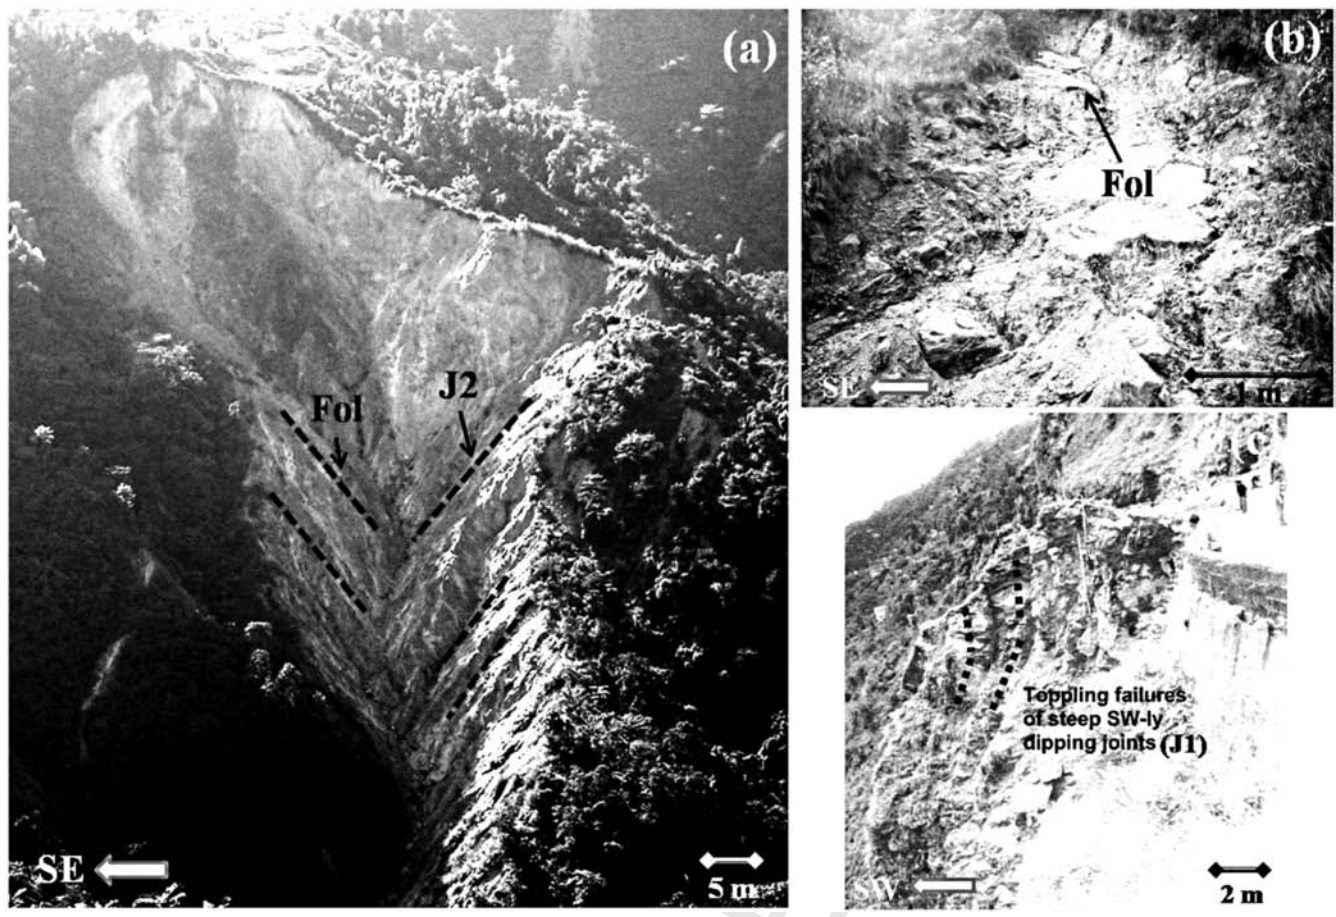 (a)
Fol
J2
SE
5 m
(b)
Fol
SE
1 m
C
Toppling failures
of steep SW-ly
dipping joints (J1)
SW
2 m